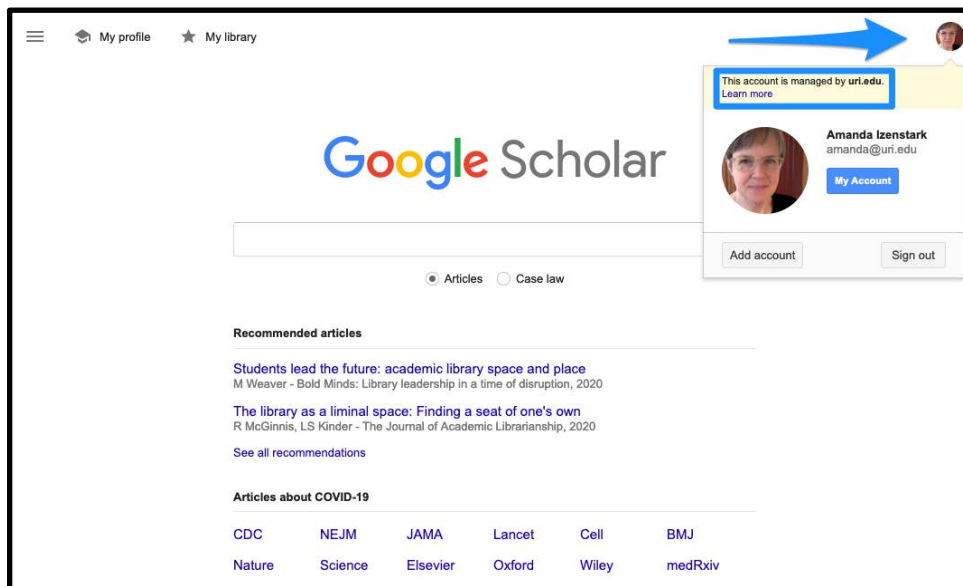 My profile
My library
This account is managed by uri.edu.
Learn more
Amanda Izenstark
amanda@uri.edu
My Account
Add account
Sign out
Google Scholar
Articles
Case law
Recommended articles
Students lead the future: academic library space and place
M Weaver - Bold Minds: Library leadership in a time of disruption, 2020
The library as a liminal space: Finding a seat of one's own
R McGinnis, LS Kinder - The Journal of Academic Librarianship, 2020
See all recommendations
Articles about COVID-19
CDC NEJM JAMA Lancet Cell BMJ
Nature Science Elsevier Oxford Wiley medRxiv